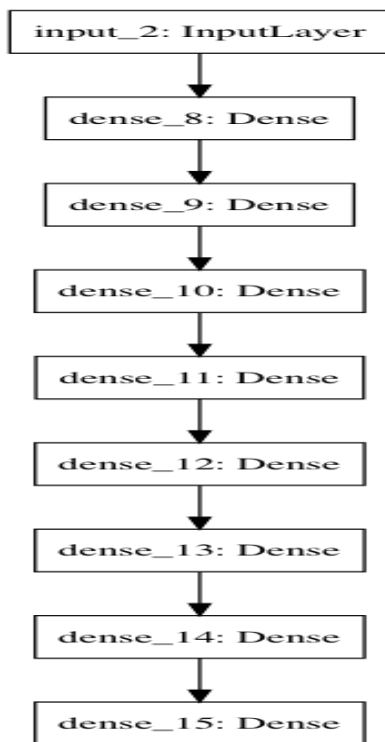 input_2: InputLayer
dense_8: Dense
dense_9: Dense
dense_10: Dense
dense_11: Dense
dense_12: Dense
dense_13: Dense
dense_14: Dense
dense_15: Dense